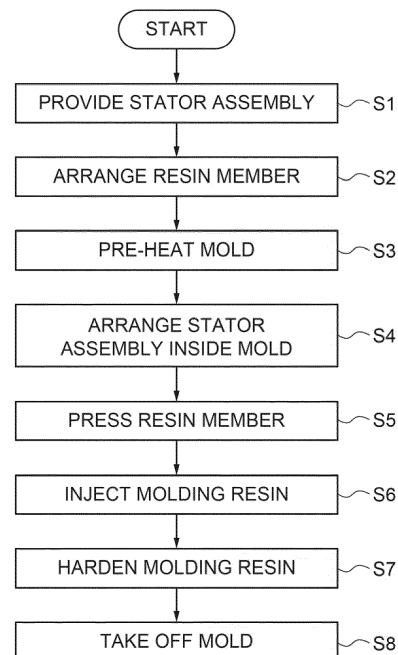 START
PROVIDE STATOR ASSEMBLY S1
ARRANGE RESIN MEMBER S2
PRE-HEAT MOLD S3
ARRANGE STATOR
ASSEMBLY INSIDE MOLD S4
PRESS RESIN MEMBER S5
INJECT MOLDING RESIN S6
HARDEN MOLDING RESIN S7
TAKE OFF MOLD S8